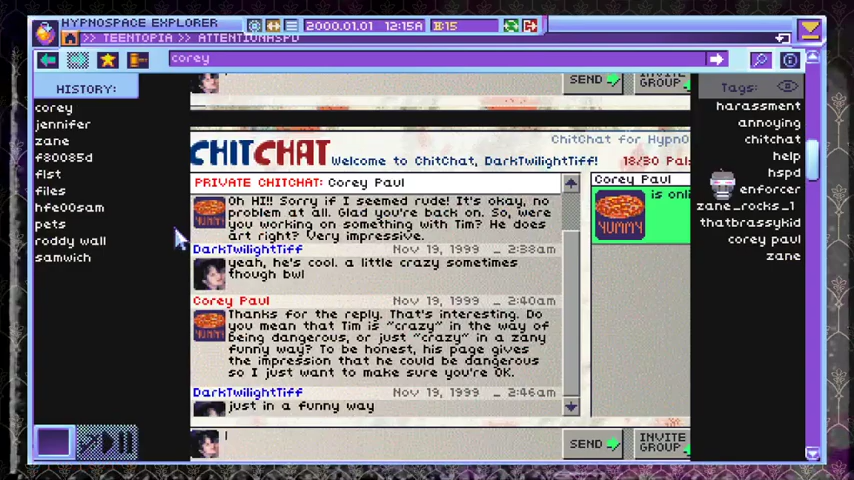 HYPNOSPACE EXPLORER
2000.01.01 12:15A
15
>> TEENTOPIA >> ATTENTIONHSPD
corey
HISTORY:
corey
jennifer
zane
f80085d
flst
files
hfe00sam
pets
roddy wall
samwich
SEND
INVITE
GROUP
ChitChat for HypnO
CHITCHAT Welcome to ChitChat, DarkTwilightTiff! 18/30 Pals
PRIVATE CHITCHAT: Corey Paul
Oh HI!! Sorry if I seemed rude! It's okay, no
problem at all. Glad you're back on. So, were
you working on something with Tim? He does
art right? Very impressive.
YUMMY
DarkTwilightTiff Nov 19, 1999 _ 2:38am
yeah, he's cool. a little crazy sometimes
though bwl
Corey Paul Nov 19, 1999 _ 2:40am
Thanks for the reply. That's interesting. Do
you mean that Tim is "crazy" in the way of
being dangerous, or just "crazy" in a zany
funny way? To be honest, his page gives
the impression that he could be dangerous
so I just want to make sure you're OK.
YUMMY
DarkTwilightTiff Nov 19, 1999 _ 2:46am
just in a funny way
SEND
INVITE
GROUP
Corey Paul
is onli
YUMMY
Tags:
harassment
annoying
chitchat
help
hspd
enforcer
zane_rocks_1
thatbrassykid
corey paul
zane